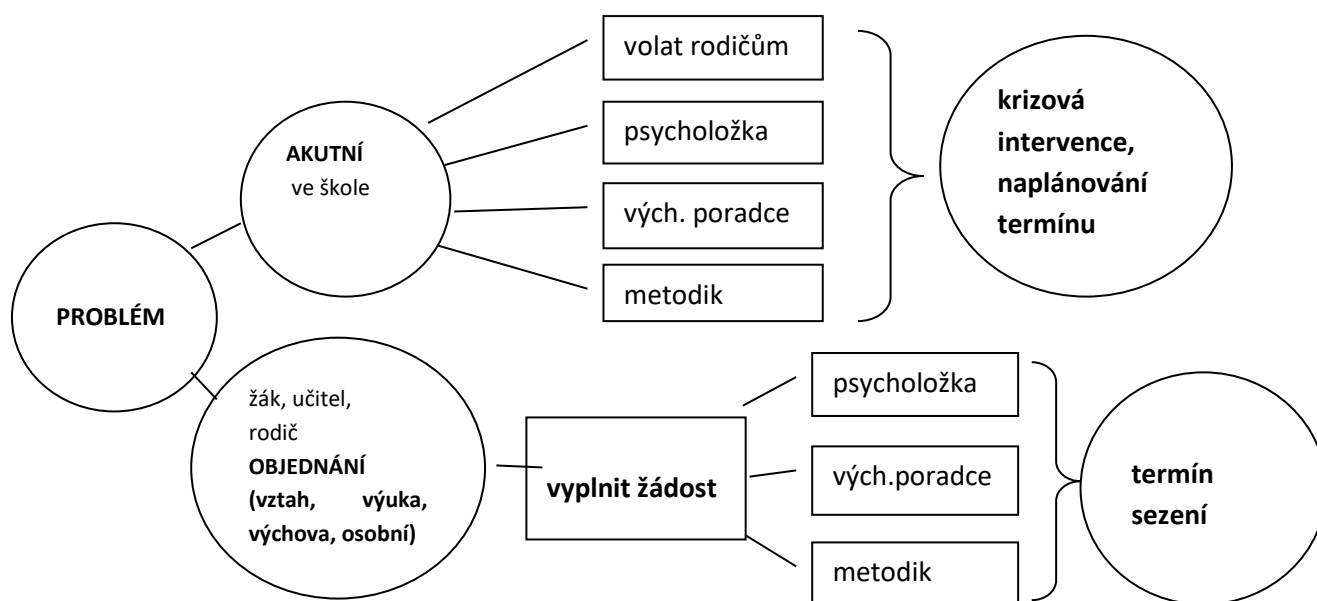 PROBLÉM
AKUTNÍ
ve škole
volat rodičům
psycholožka
vých. poradce
metodik
krizová
intervence,
naplánování
termínu
žák, učitel,
rodič
OBJEDNÁNÍ
(vztah, výuka,
výchova, osobní)
vyplnit žádost
psycholožka
vých.poradce
metodik
termín
sezení